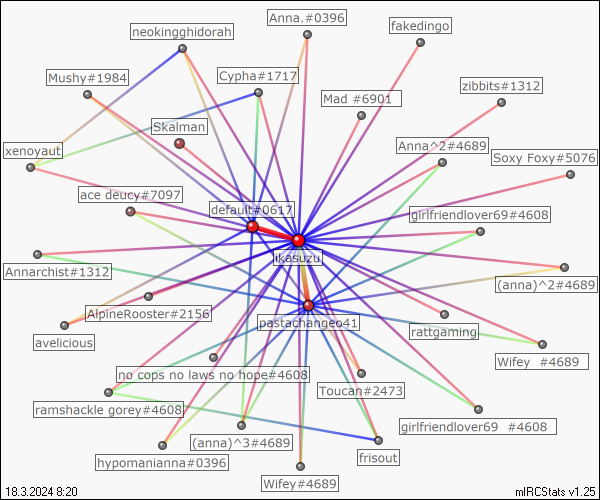 Anna.#0396
neokingghidorah
fakedingo
Mushy#1984
Cypha#1717
zibbits#1312
Mad #6901
Skalman
xenoyaut
Anna^2#4689
Soxy Foxy#5076
ace deucy#7097
default#0617
girlfriendlover69#4608
ikasuzu
Annarchist#1312
(anna)^2#4689
AlpineRooster#2156
pastachangeo41
rattgaming
avelicious
Wifey #4689
no cops no laws no hope#4608
Toucan#2473
ramshackle gorey#4608
girlfriendlover69 #4608
(anna)^3#4689
hypomanianna#0396
frisout
Wifey#4689
18.3.2024 8:20
mIRCStats v1.25